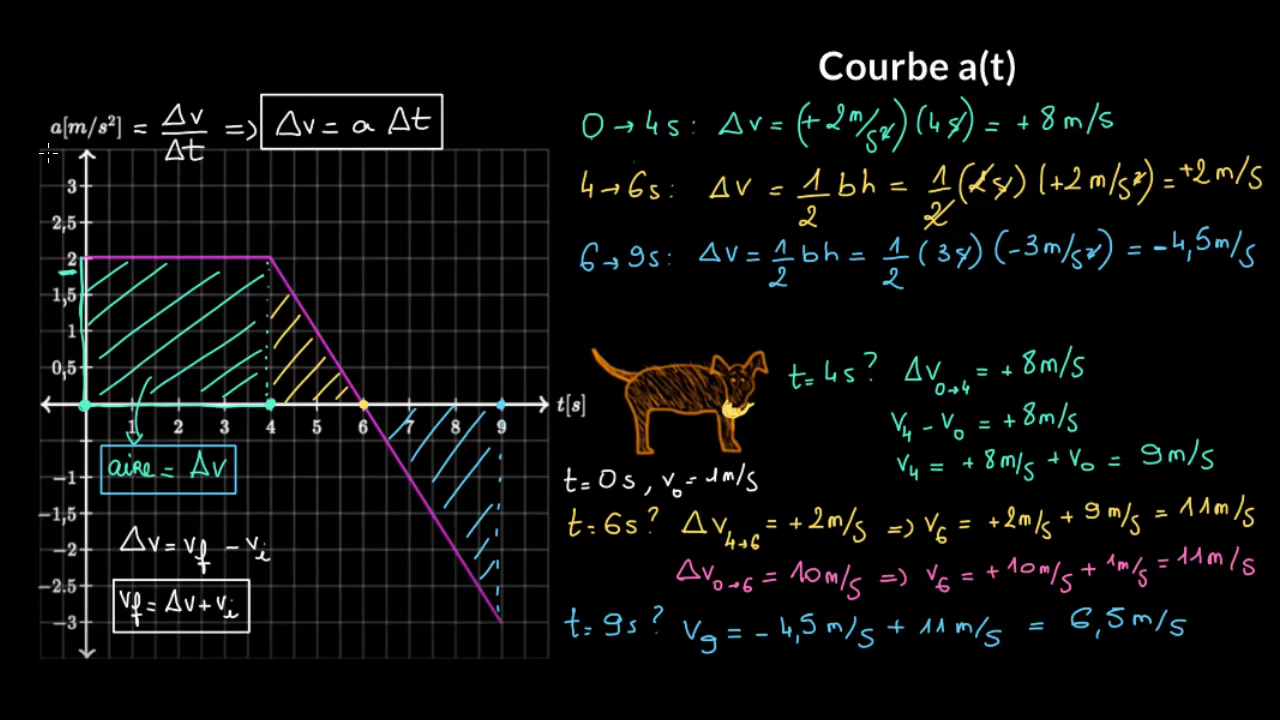 Courbe a(t)
a[m/s²] = Δv/Δt => Δv = a Δt
3
2,5
2
1,5
1
0,5
1 2 3 4 5 6 7 8 9
t[s]
−1
−1,5
−2
−2.5
−3
aire = Δv
Δv = vf − vi
vf = Δv + vi
0→4s: Δv = (+2m/s²)(4s) = +8m/s
4→6s: Δv = 1/2 bh = 1/2 (2s)(+2m/s²) = +2m/s
6→9s: Δv = 1/2 bh = 1/2 (3s)(−3m/s²) = −4,5m/s
t=0s, v₀=1m/s
t=4s? Δv₀→₄ = +8m/s
v₄ − v₀ = +8m/s
v₄ = +8m/s + v₀ = 9m/s
t=6s? Δv₄→₆ = +2m/s => v₆ = +2m/s + 9m/s = 11m/s
Δv₀→₆ = 10m/s => v₆ = +10m/s + 1m/s = 11m/s
t=9s? v₉ = −4,5m/s + 11m/s = 6,5m/s